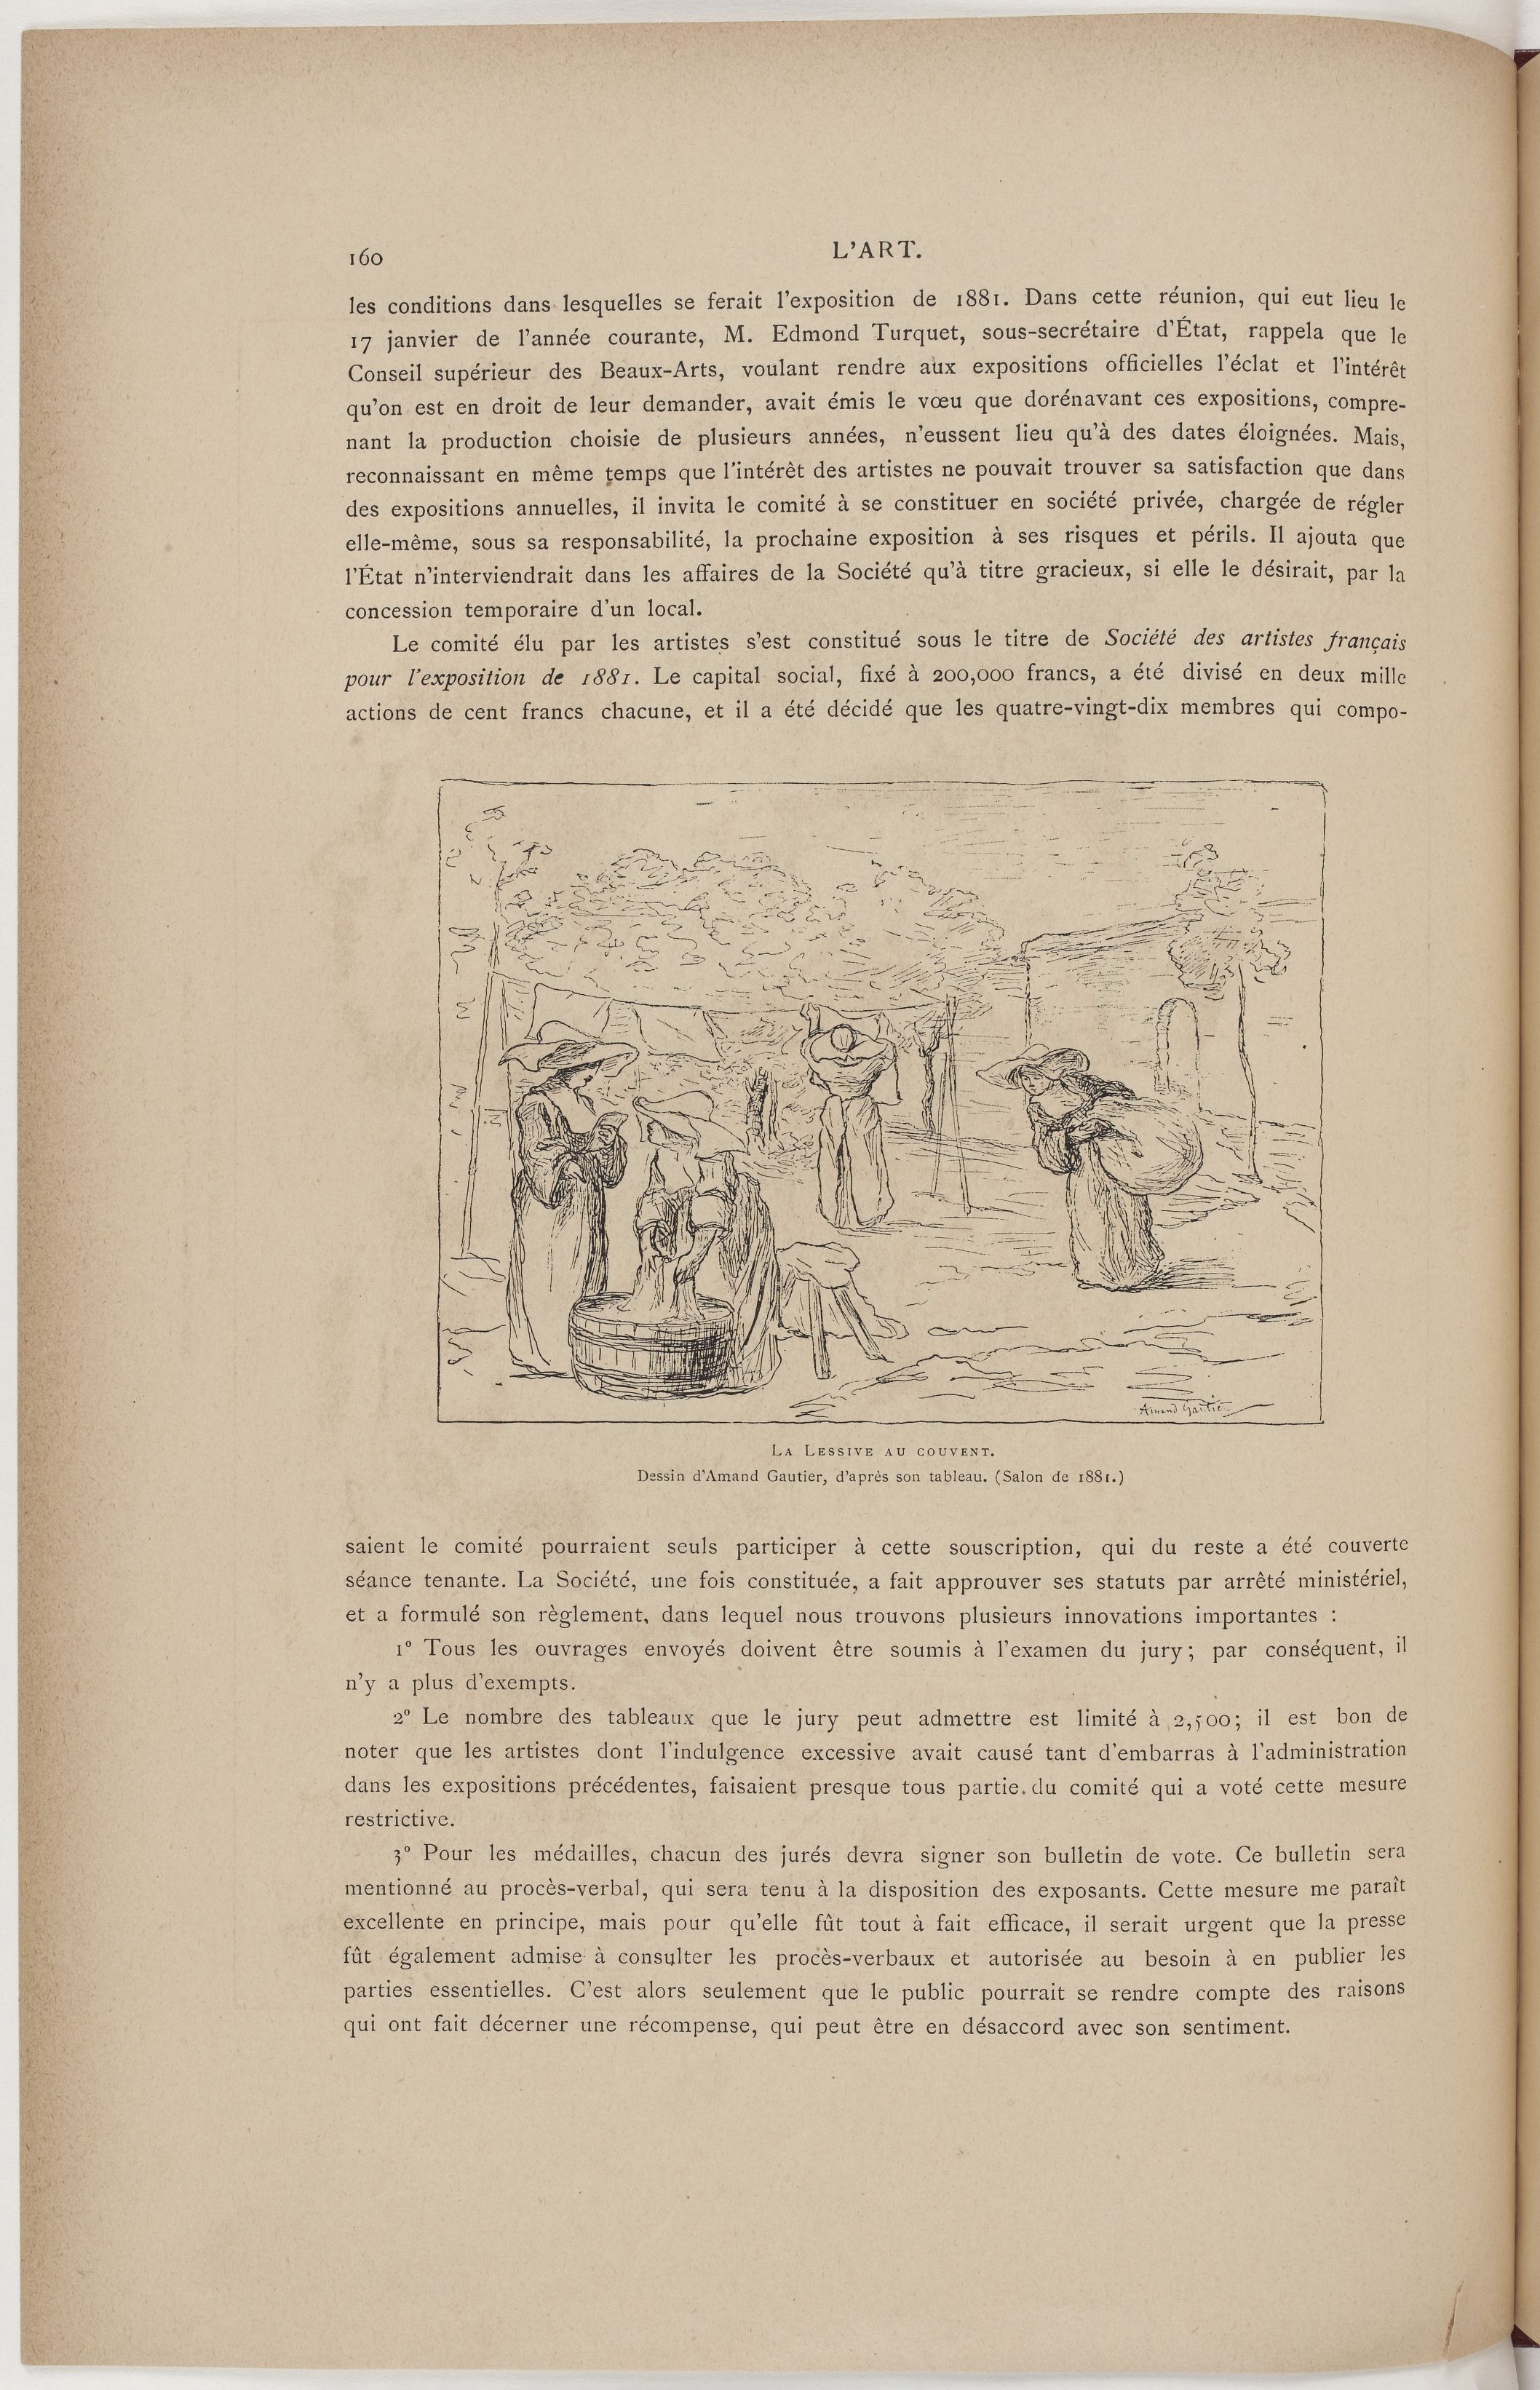 160
L'ART.
les conditions dans lesquelles se ferait l'exposition de 1881. Dans cette réunion, qui eut lieu le
17 janvier de l'année courante, M. Edmond Turquet, sous-secrétaire d'État, rappela que le
Conseil supérieur des Beaux-Arts, voulant rendre aux expositions officielles l'éclat et l'intérêt
qu'on est en droit de leur demander, avait émis le vœu que dorénavant ces expositions, compre-
nant la production choisie de plusieurs années, n'eussent lieu qu'à des dates éloignées. Mais,
reconnaissant en même temps que l'intérêt des artistes ne pouvait trouver sa satisfaction que dans
des expositions annuelles, il invita le comité à se constituer en société privée, chargée de régler
elle-même, sous sa responsabilité, la prochaine exposition à ses risques et périls. Il ajouta que
l'État n'interviendrait dans les affaires de la Société qu'à titre gracieux, si elle le désirait, par la
concession temporaire d'un local.
Le comité élu par les artistes s'est constitué sous le titre de Société des artistes français
pour l'exposition de 1881. Le capital social, fixé à 200,000 francs, a été divisé en deux mille
actions de cent francs chacune, et il a été décidé que les quatre-vingt-dix membres qui compo-
Amand Gautier
LA LESSIVE AU COUVENT.
Dessin d'Amand Gautier, d'après son tableau. (Salon de 1881.)
saient le comité pourraient seuls participer à cette souscription, qui du reste a été couverte
séance tenante. La Société, une fois constituée, a fait approuver ses statuts par arrêté ministériel,
et a formulé son règlement, dans lequel nous trouvons plusieurs innovations importantes :
1° Tous les ouvrages envoyés doivent être soumis à l'examen du jury; par conséquent, il
n'y a plus d'exempts.
2° Le nombre des tableaux que le jury peut admettre est limité à 2,500; il est bon de
noter que les artistes dont l'indulgence excessive avait causé tant d'embarras à l'administration
dans les expositions précédentes, faisaient presque tous partie du comité qui a voté cette mesure
restrictive.
3° Pour les médailles, chacun des jurés devra signer son bulletin de vote. Ce bulletin sera
mentionné au procès-verbal, qui sera tenu à la disposition des exposants. Cette mesure me paraît
excellente en principe, mais pour qu'elle fût tout à fait efficace, il serait urgent que la presse
fût également admise à consulter les procès-verbaux et autorisée au besoin à en publier les
parties essentielles. C'est alors seulement que le public pourrait se rendre compte des raisons
qui ont fait décerner une récompense, qui peut être en désaccord avec son sentiment.